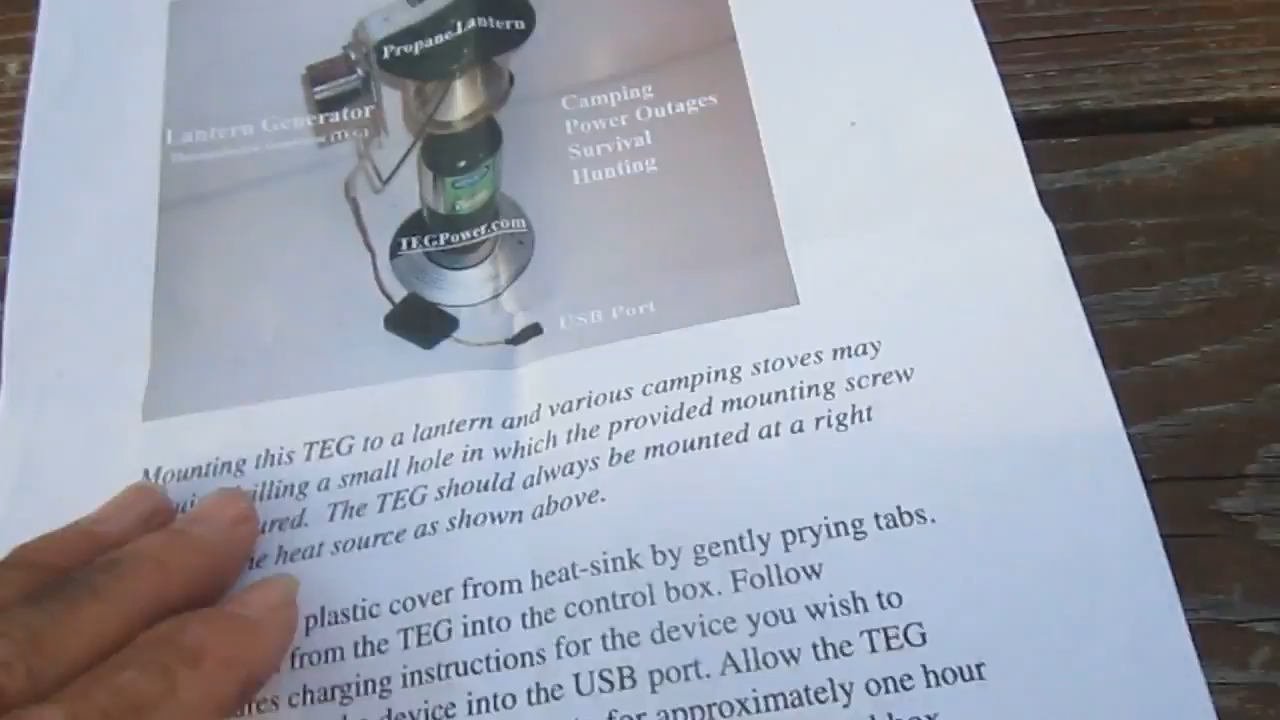 Propane Lantern
Lantern Generator
Camping
Power Outages
Survival
Hunting
TEGPower.com
USB Port
Mounting this TEG to a lantern and various camping stoves may
illing a small hole in which the provided mounting screw
ured. The TEG should always be mounted at a right
heat source as shown above.
plastic cover from heat-sink by gently prying tabs.
from the TEG into the control box. Follow
charging instructions for the device you wish to
device into the USB port. Allow the TEG
for approximately one hour
box